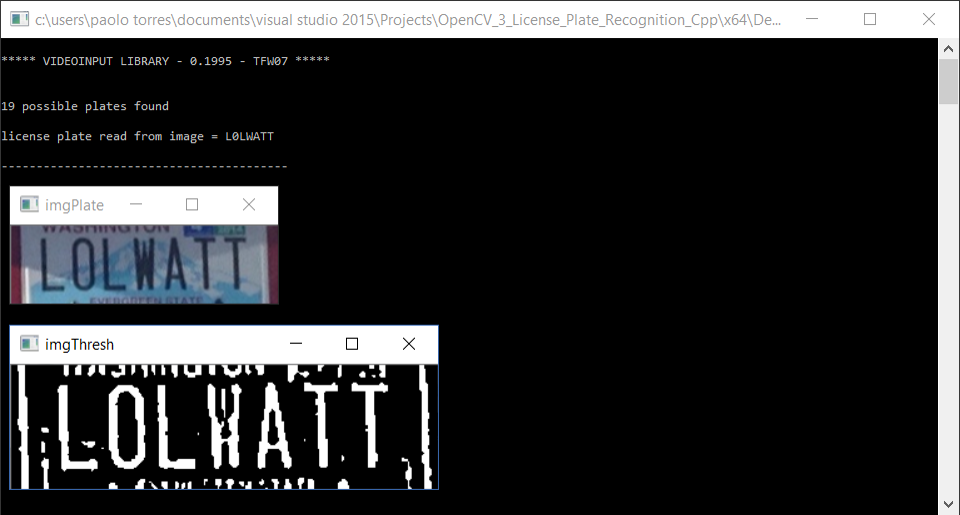 c:\users\paolo torres\documents\visual studio 2015\Projects\OpenCV_3_License_Plate_Recognition_Cpp\x64\De...
***** VIDEOINPUT LIBRARY - 0.1995 - TFW07 *****
19 possible plates found
license plate read from image = L0LWATT
----------------------------------------
imgPlate
WASHINGTON
LOLWATT
EVERGREEN STATE
imgThresh
WASHINGTON
LOLWATT